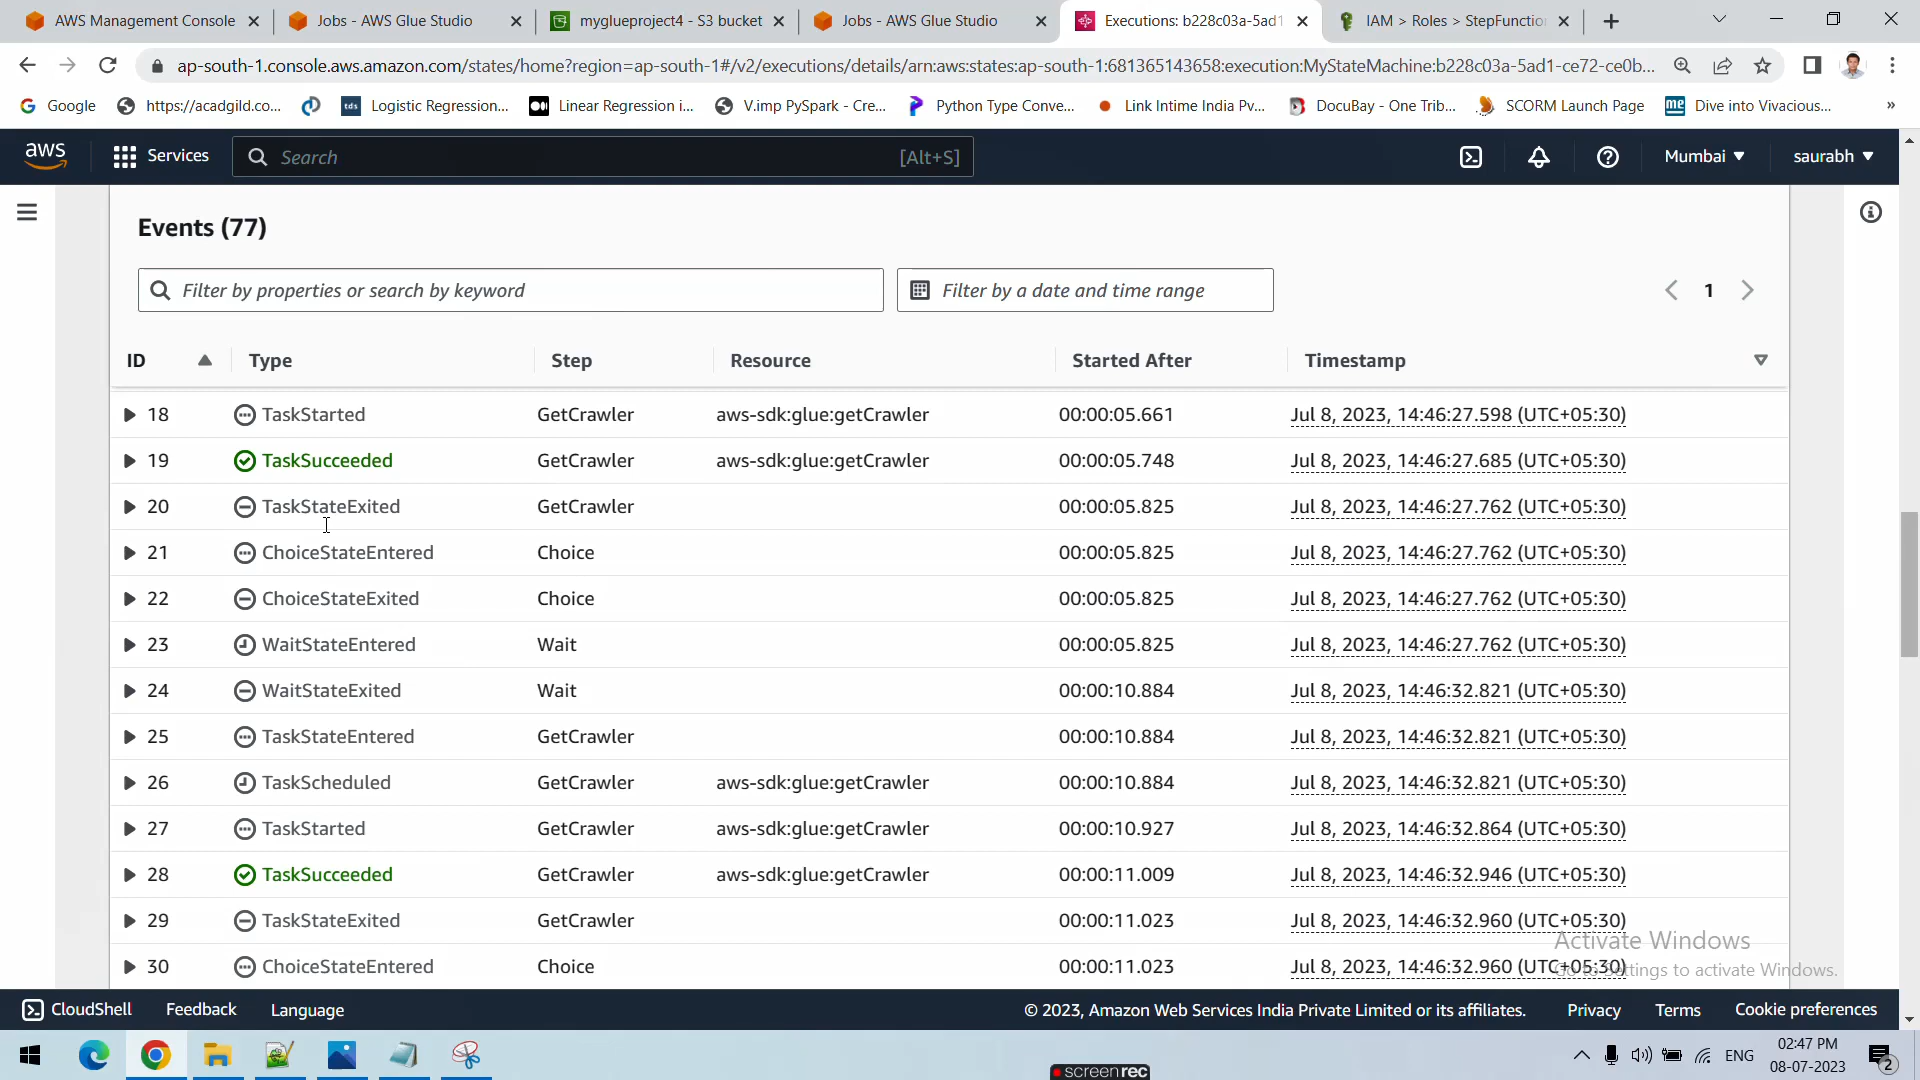 AWS Management Console
Jobs - AWS Glue Studio
myglueproject4 - S3 bucket
Jobs - AWS Glue Studio
Executions: b228c03a-5ad1
IAM > Roles > StepFunctio
ap-south-1.console.aws.amazon.com/states/home?region=ap-south-1#/v2/executions/details/arn:aws:states:ap-south-1:681365143658:execution:MyStateMachine:b228c03a-5ad1-ce72-ce0b...
Google
https://acadgild.co...
tds Logistic Regression...
Linear Regression i...
V.imp PySpark - Cre...
Python Type Conve...
Link Intime India Pv...
DocuBay - One Trib...
SCORM Launch Page
me Dive into Vivacious...
»
aws
Services
Search
[Alt+S]
Mumbai
saurabh
Events (77)
Filter by properties or search by keyword
Filter by a date and time range
1
ID Type Step Resource Started After Timestamp
18 TaskStarted GetCrawler aws-sdk:glue:getCrawler 00:00:05.661 Jul 8, 2023, 14:46:27.598 (UTC+05:30)
19 TaskSucceeded GetCrawler aws-sdk:glue:getCrawler 00:00:05.748 Jul 8, 2023, 14:46:27.685 (UTC+05:30)
20 TaskStateExited GetCrawler 00:00:05.825 Jul 8, 2023, 14:46:27.762 (UTC+05:30)
21 ChoiceStateEntered Choice 00:00:05.825 Jul 8, 2023, 14:46:27.762 (UTC+05:30)
22 ChoiceStateExited Choice 00:00:05.825 Jul 8, 2023, 14:46:27.762 (UTC+05:30)
23 WaitStateEntered Wait 00:00:05.825 Jul 8, 2023, 14:46:27.762 (UTC+05:30)
24 WaitStateExited Wait 00:00:10.884 Jul 8, 2023, 14:46:32.821 (UTC+05:30)
25 TaskStateEntered GetCrawler 00:00:10.884 Jul 8, 2023, 14:46:32.821 (UTC+05:30)
26 TaskScheduled GetCrawler aws-sdk:glue:getCrawler 00:00:10.884 Jul 8, 2023, 14:46:32.821 (UTC+05:30)
27 TaskStarted GetCrawler aws-sdk:glue:getCrawler 00:00:10.927 Jul 8, 2023, 14:46:32.864 (UTC+05:30)
28 TaskSucceeded GetCrawler aws-sdk:glue:getCrawler 00:00:11.009 Jul 8, 2023, 14:46:32.946 (UTC+05:30)
29 TaskStateExited GetCrawler 00:00:11.023 Jul 8, 2023, 14:46:32.960 (UTC+05:30)
Activate Windows
30 ChoiceStateEntered Choice 00:00:11.023 Jul 8, 2023, 14:46:32.960 (UTC+05:30)
Go to Settings to activate Windows.
CloudShell
Feedback
Language
© 2023, Amazon Web Services India Private Limited or its affiliates.
Privacy
Terms
Cookie preferences
ENG
02:47 PM
08-07-2023
2
screenrec